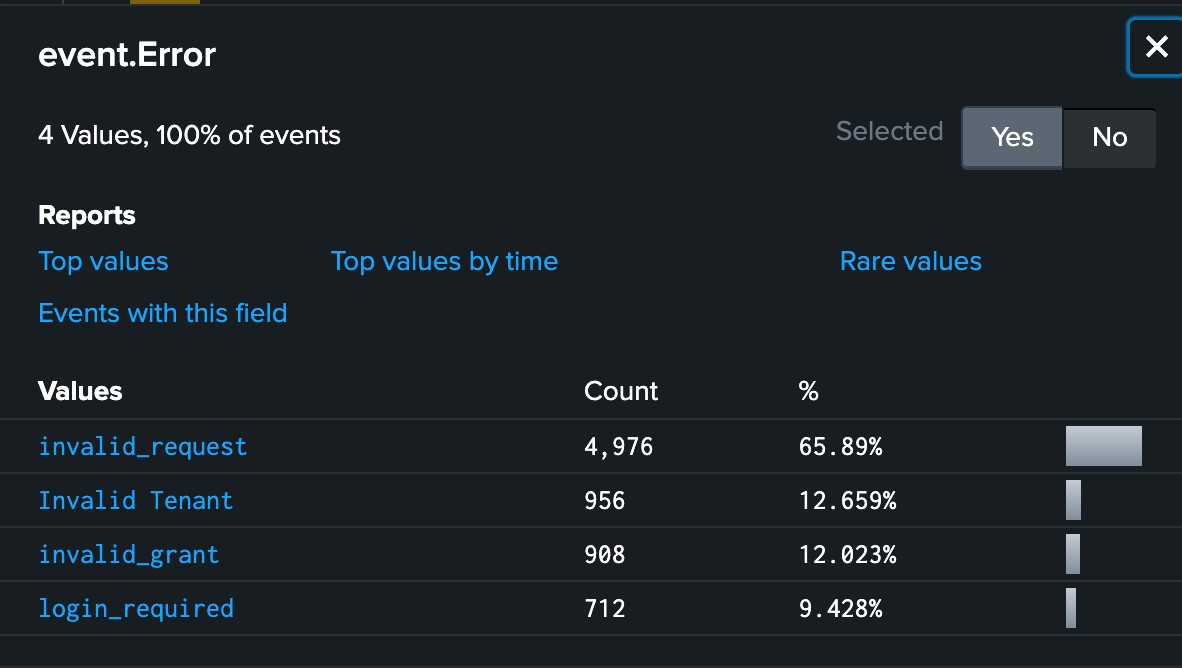 event.Error
4 Values, 100% of events
Selected Yes No
Reports
Top values Top values by time Rare values
Events with this field
Values Count %
invalid_request 4,976 65.89%
Invalid Tenant 956 12.659%
invalid_grant 908 12.023%
login_required 712 9.428%